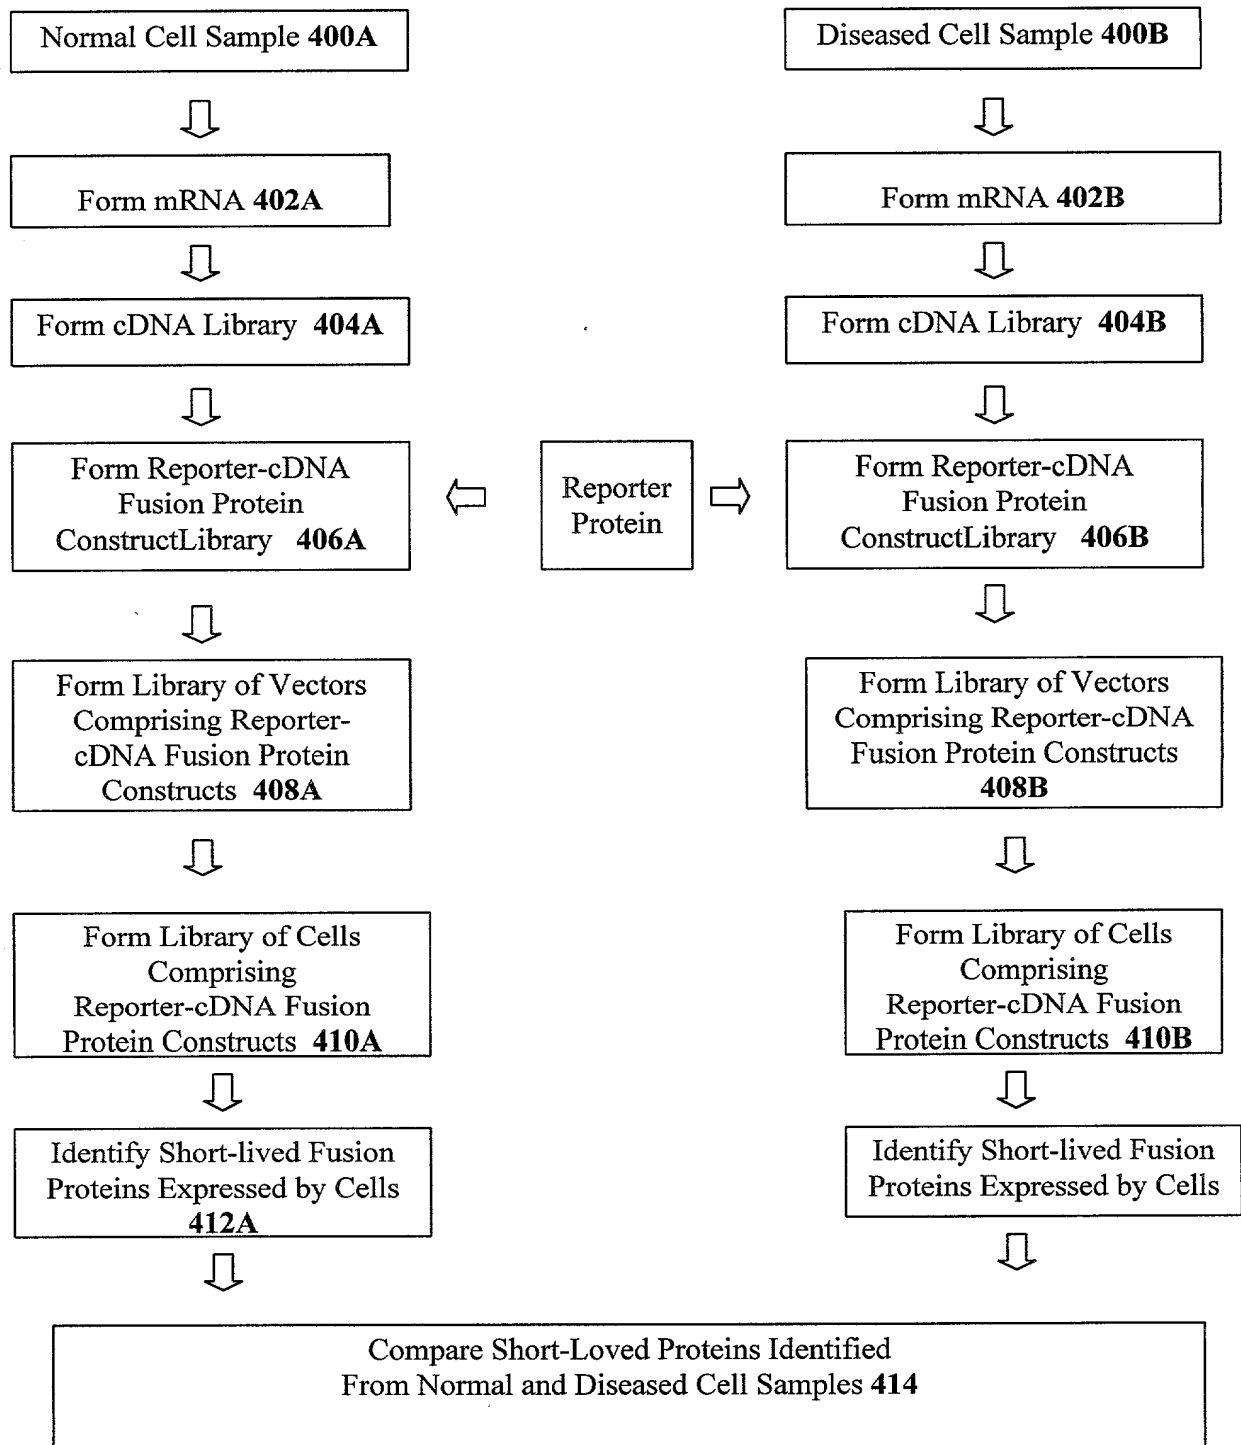 Normal Cell Sample 400A
Diseased Cell Sample 400B
Form mRNA 402A
Form mRNA 402B
Form cDNA Library 404A
Form cDNA Library 404B
Form Reporter-cDNA
Fusion Protein
ConstructLibrary 406A
Reporter
Protein
Form Reporter-cDNA
Fusion Protein
ConstructLibrary 406B
Form Library of Vectors
Comprising Reporter-
cDNA Fusion Protein
Constructs 408A
Form Library of Vectors
Comprising Reporter-cDNA
Fusion Protein Constructs
408B
Form Library of Cells
Comprising
Reporter-cDNA Fusion
Protein Constructs 410A
Form Library of Cells
Comprising
Reporter-cDNA Fusion
Protein Constructs 410B
Identify Short-lived Fusion
Proteins Expressed by Cells
412A
Identify Short-lived Fusion
Proteins Expressed by Cells
Compare Short-Loved Proteins Identified
From Normal and Diseased Cell Samples 414